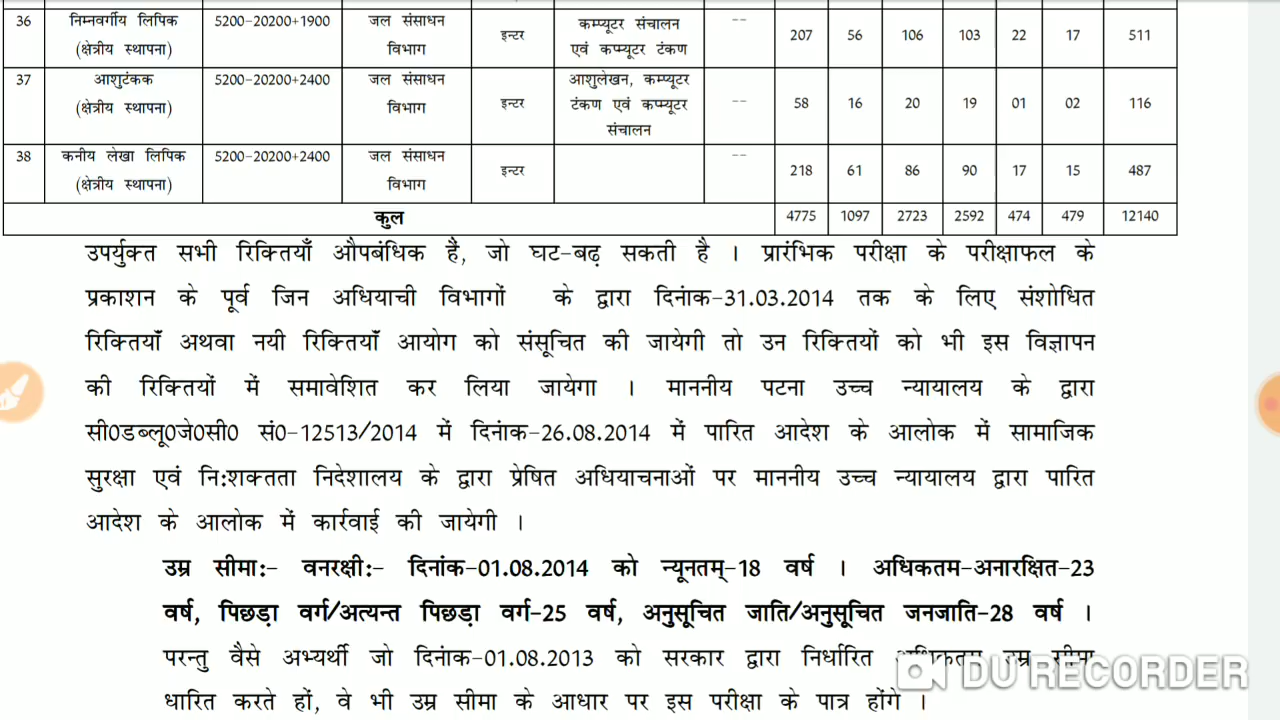 36 निम्नवर्गीय लिपिक 5200-20200+1900 जल संसाधन इन्टर कम्प्यूटर संचालन -- 207 56 106 103 22 17 511
(क्षेत्रीय स्थापना) विभाग एवं कप्प्यूटर टंकण
37 आशुटंकक 5200-20200+2400 जल संसाधन इन्टर आशुलेखन, कम्प्यूटर -- 58 16 20 19 01 02 116
(क्षेत्रीय स्थापना) विभाग टंकण एवं कप्प्यूटर
संचालन
38 कनीय लेखा लिपिक 5200-20200+2400 जल संसाधन इन्टर -- 218 61 86 90 17 15 487
(क्षेत्रीय स्थापना) विभाग
कुल 4775 1097 2723 2592 474 479 12140
उपर्युक्त सभी रिक्तियाँ औपबंधिक हैं, जो घट-बढ़ सकती है । प्रारंभिक परीक्षा के परीक्षाफल के
प्रकाशन के पूर्व जिन अधियाची विभागों के द्वारा दिनांक-31.03.2014 तक के लिए संशोधित
रिक्तियाँ अथवा नयी रिक्तियाँ आयोग को संसूचित की जायेगी तो उन रिक्तियों को भी इस विज्ञापन
की रिक्तियों में समावेशित कर लिया जायेगा । माननीय पटना उच्च न्यायालय के द्वारा
सी0डब्लू0जे0सी0 सं0-12513/2014 में दिनांक-26.08.2014 में पारित आदेश के आलोक में सामाजिक
सुरक्षा एवं नि:शक्तता निदेशालय के द्वारा प्रेषित अधियाचनाओं पर माननीय उच्च न्यायालय द्वारा पारित
आदेश के आलोक में कार्रवाई की जायेगी ।
उम्र सीमा:- वनरक्षी:- दिनांक-01.08.2014 को न्यूनतम्-18 वर्ष । अधिकतम-अनारक्षित-23
वर्ष, पिछड़ा वर्ग/अत्यन्त पिछड़ा वर्ग-25 वर्ष, अनुसूचित जाति/अनुसूचित जनजाति-28 वर्ष ।
परन्तु वैसे अभ्यर्थी जो दिनांक-01.08.2013 को सरकार द्वारा निर्धारित अधिकतम उम्र सीमा
धारित करते हों, वे भी उम्र सीमा के आधार पर इस परीक्षा के पात्र होंगे ।
DU RECORDER